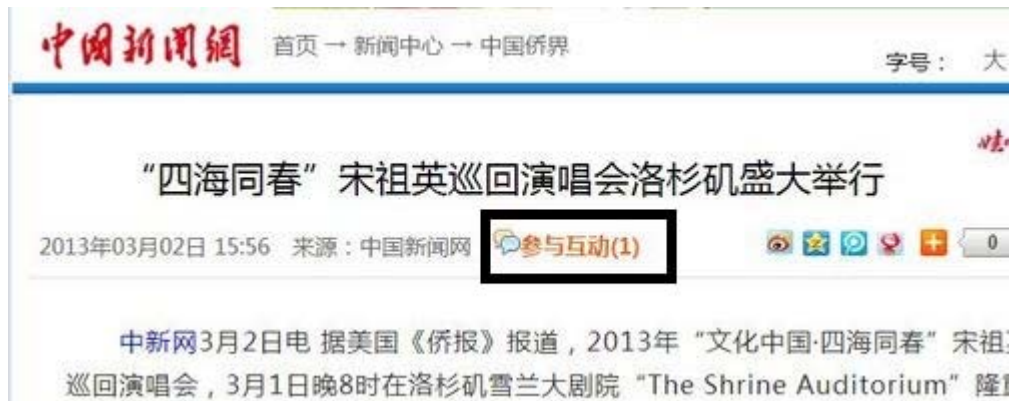 中國新聞網 首页 → 新闻中心 → 中国侨界
字号： 大
“四海同春”宋祖英巡回演唱会洛杉矶盛大举行
2013年03月02日 15:56 来源：中国新闻网 参与互动(1) 0
中新网3月2日电 据美国《侨报》报道，2013年“文化中国·四海同春”宋祖
巡回演唱会，3月1日晚8时在洛杉矶雪兰大剧院“The Shrine Auditorium”隆